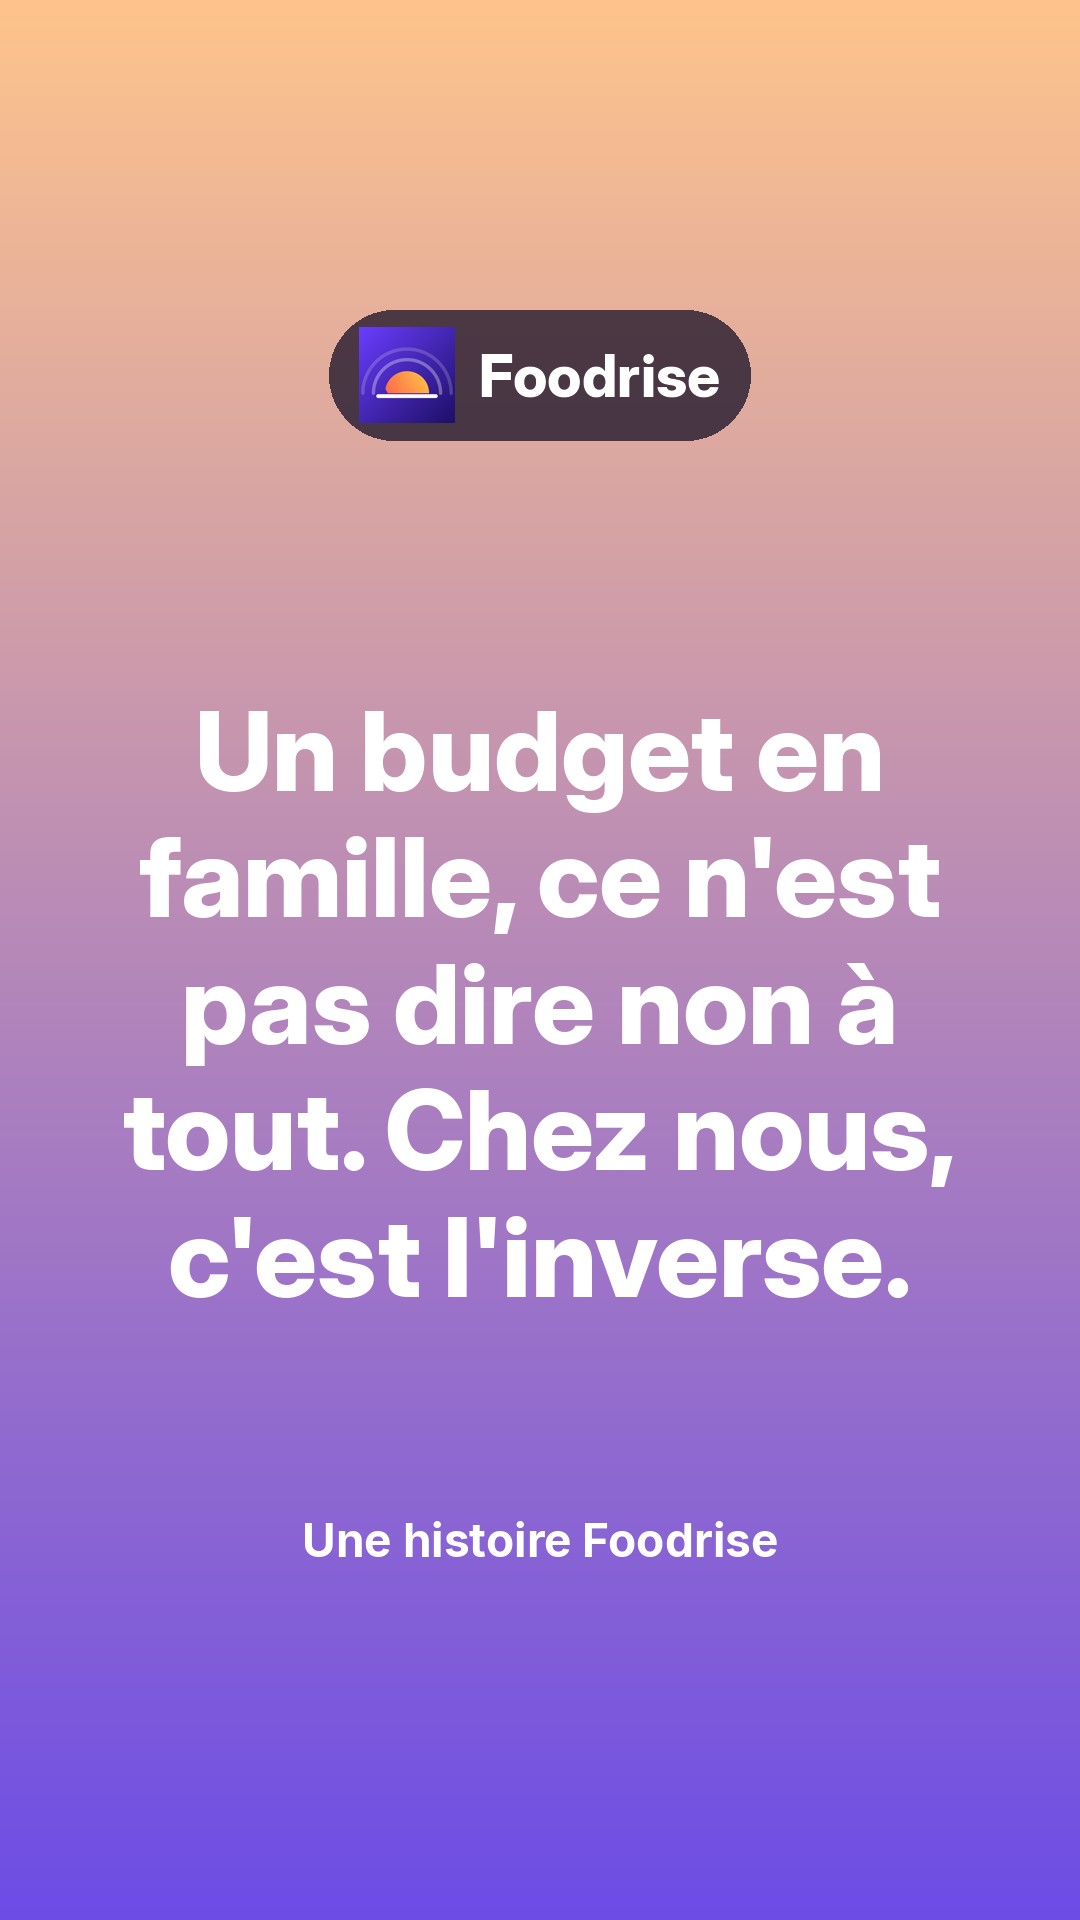 Foodrise
Un budget en
famille, ce n'est
pas dire non à
tout. Chez nous,
c'est l'inverse.
Une histoire Foodrise